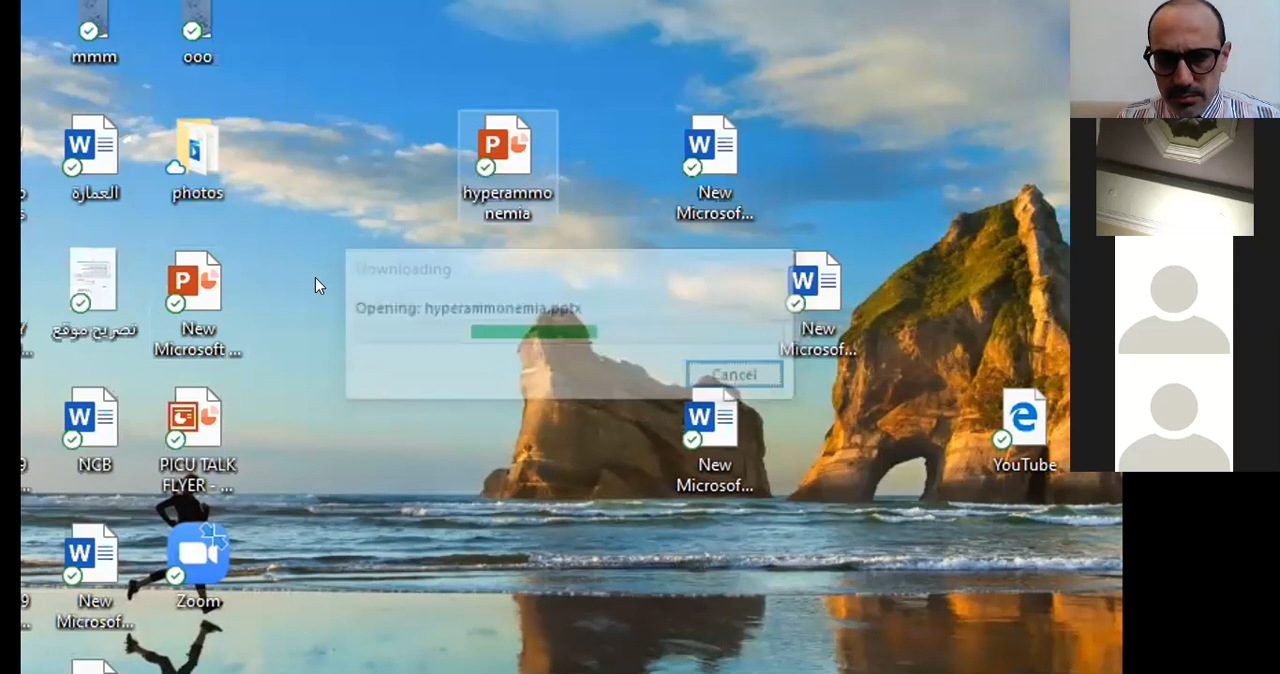 mmm
ooo
العمارة
photos
hyperammo
nemia
New
Microsof...
تصريح موقع
New
Microsoft ...
Downloading
Opening: hyperammonemia.pptx
Cancel
New
Microsof...
NCB
PICU TALK
FLYER - ...
New
Microsof...
YouTube
New
Microsof...
Zoom